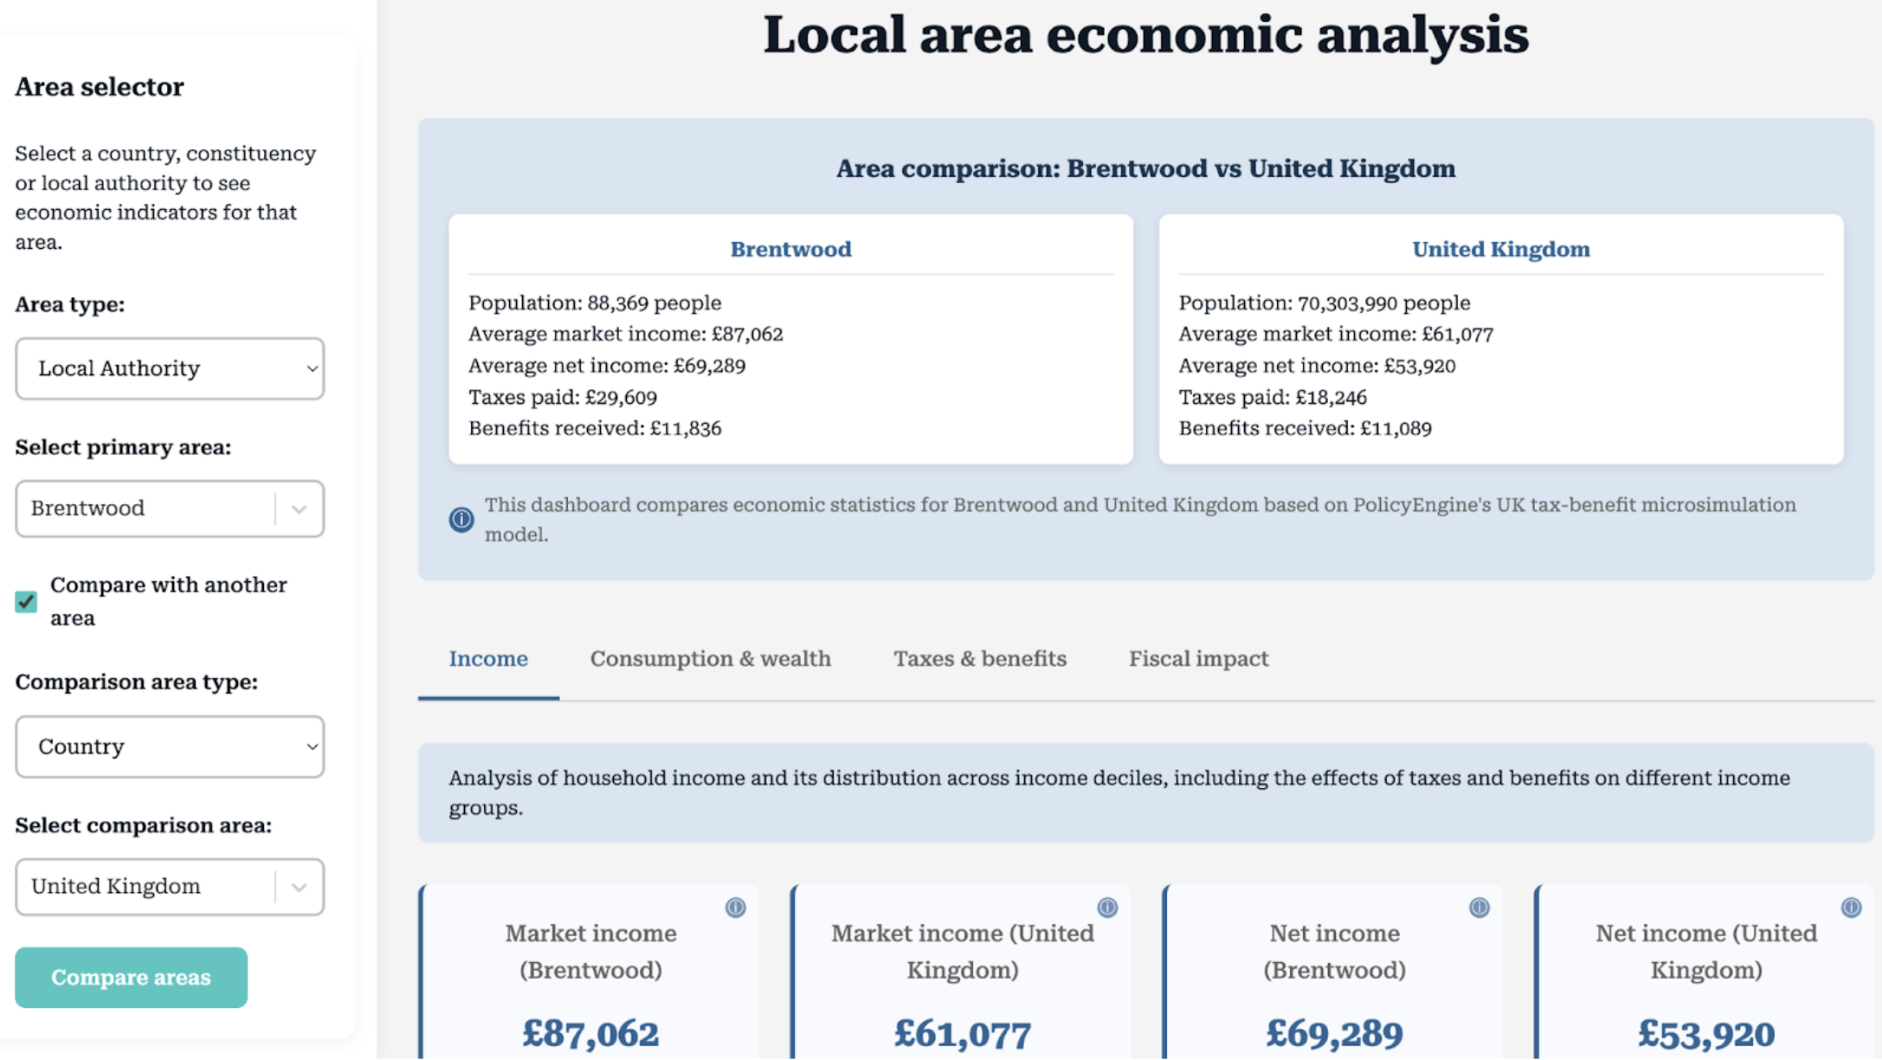 Area selector
Select a country, constituency
or local authority to see
economic indicators for that
area.
Area type:
Local Authority
Select primary area:
Brentwood
Compare with another
area
Comparison area type:
Country
Select comparison area:
United Kingdom
Compare areas
Local area economic analysis
Area comparison: Brentwood vs United Kingdom
Brentwood
Population: 88,369 people
Average market income: £87,062
Average net income: £69,289
Taxes paid: £29,609
Benefits received: £11,836
United Kingdom
Population: 70,303,990 people
Average market income: £61,077
Average net income: £53,920
Taxes paid: £18,246
Benefits received: £11,089
This dashboard compares economic statistics for Brentwood and United Kingdom based on PolicyEngine's UK tax-benefit microsimulation
model.
Income
Consumption & wealth
Taxes & benefits
Fiscal impact
Analysis of household income and its distribution across income deciles, including the effects of taxes and benefits on different income
groups.
Market income
(Brentwood)
£87,062
Market income (United
Kingdom)
£61,077
Net income
(Brentwood)
£69,289
Net income (United
Kingdom)
£53,920